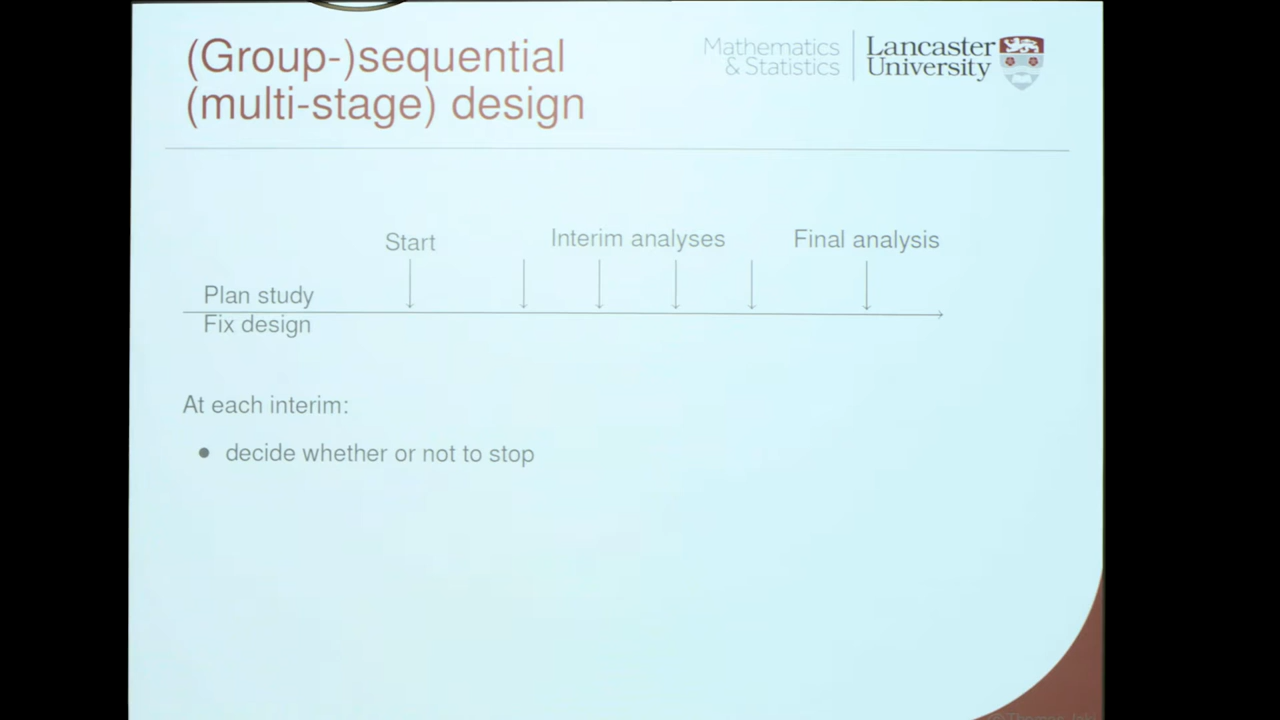 (Group-)sequential
(multi-stage) design
Mathematics
& Statistics
Lancaster
University
Start
Interim analyses
Final analysis
Plan study
Fix design
At each interim:
● decide whether or not to stop